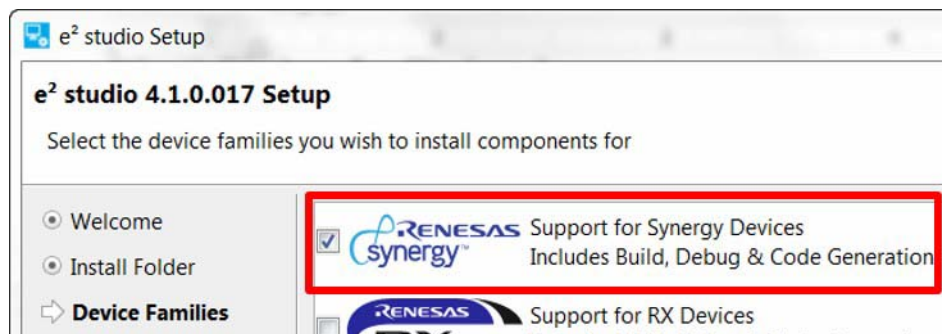 e² studio Setup
e² studio 4.1.0.017 Setup
Select the device families you wish to install components for
Welcome
Install Folder
Device Families
RENESAS
synergy™
Support for Synergy Devices
Includes Build, Debug & Code Generation
RENESAS
RX
Support for RX Devices